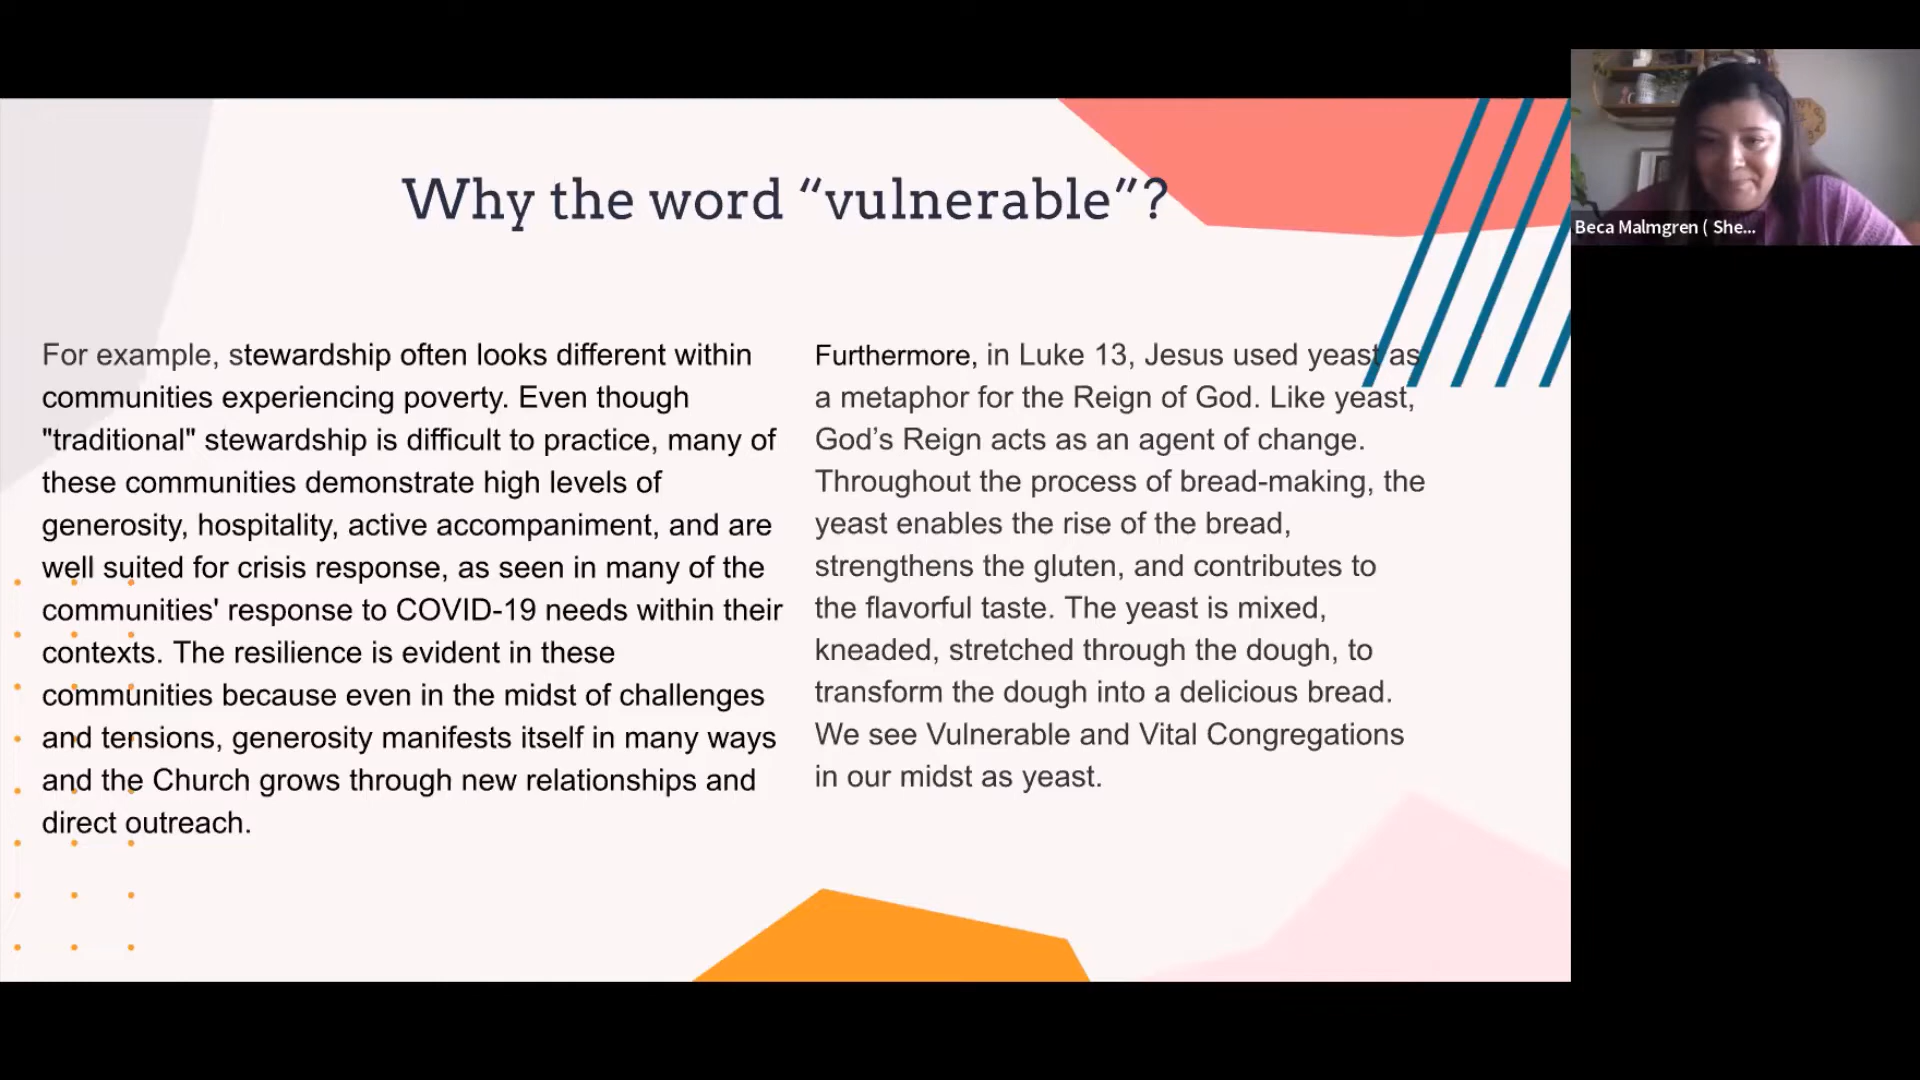 Why the word “vulnerable”?
For example, stewardship often looks different within
communities experiencing poverty. Even though
"traditional" stewardship is difficult to practice, many of
these communities demonstrate high levels of
generosity, hospitality, active accompaniment, and are
well suited for crisis response, as seen in many of the
communities' response to COVID-19 needs within their
contexts. The resilience is evident in these
communities because even in the midst of challenges
and tensions, generosity manifests itself in many ways
and the Church grows through new relationships and
direct outreach.
Furthermore, in Luke 13, Jesus used yeast as
a metaphor for the Reign of God. Like yeast,
God’s Reign acts as an agent of change.
Throughout the process of bread-making, the
yeast enables the rise of the bread,
strengthens the gluten, and contributes to
the flavorful taste. The yeast is mixed,
kneaded, stretched through the dough, to
transform the dough into a delicious bread.
We see Vulnerable and Vital Congregations
in our midst as yeast.
Beca Malmgren ( She...